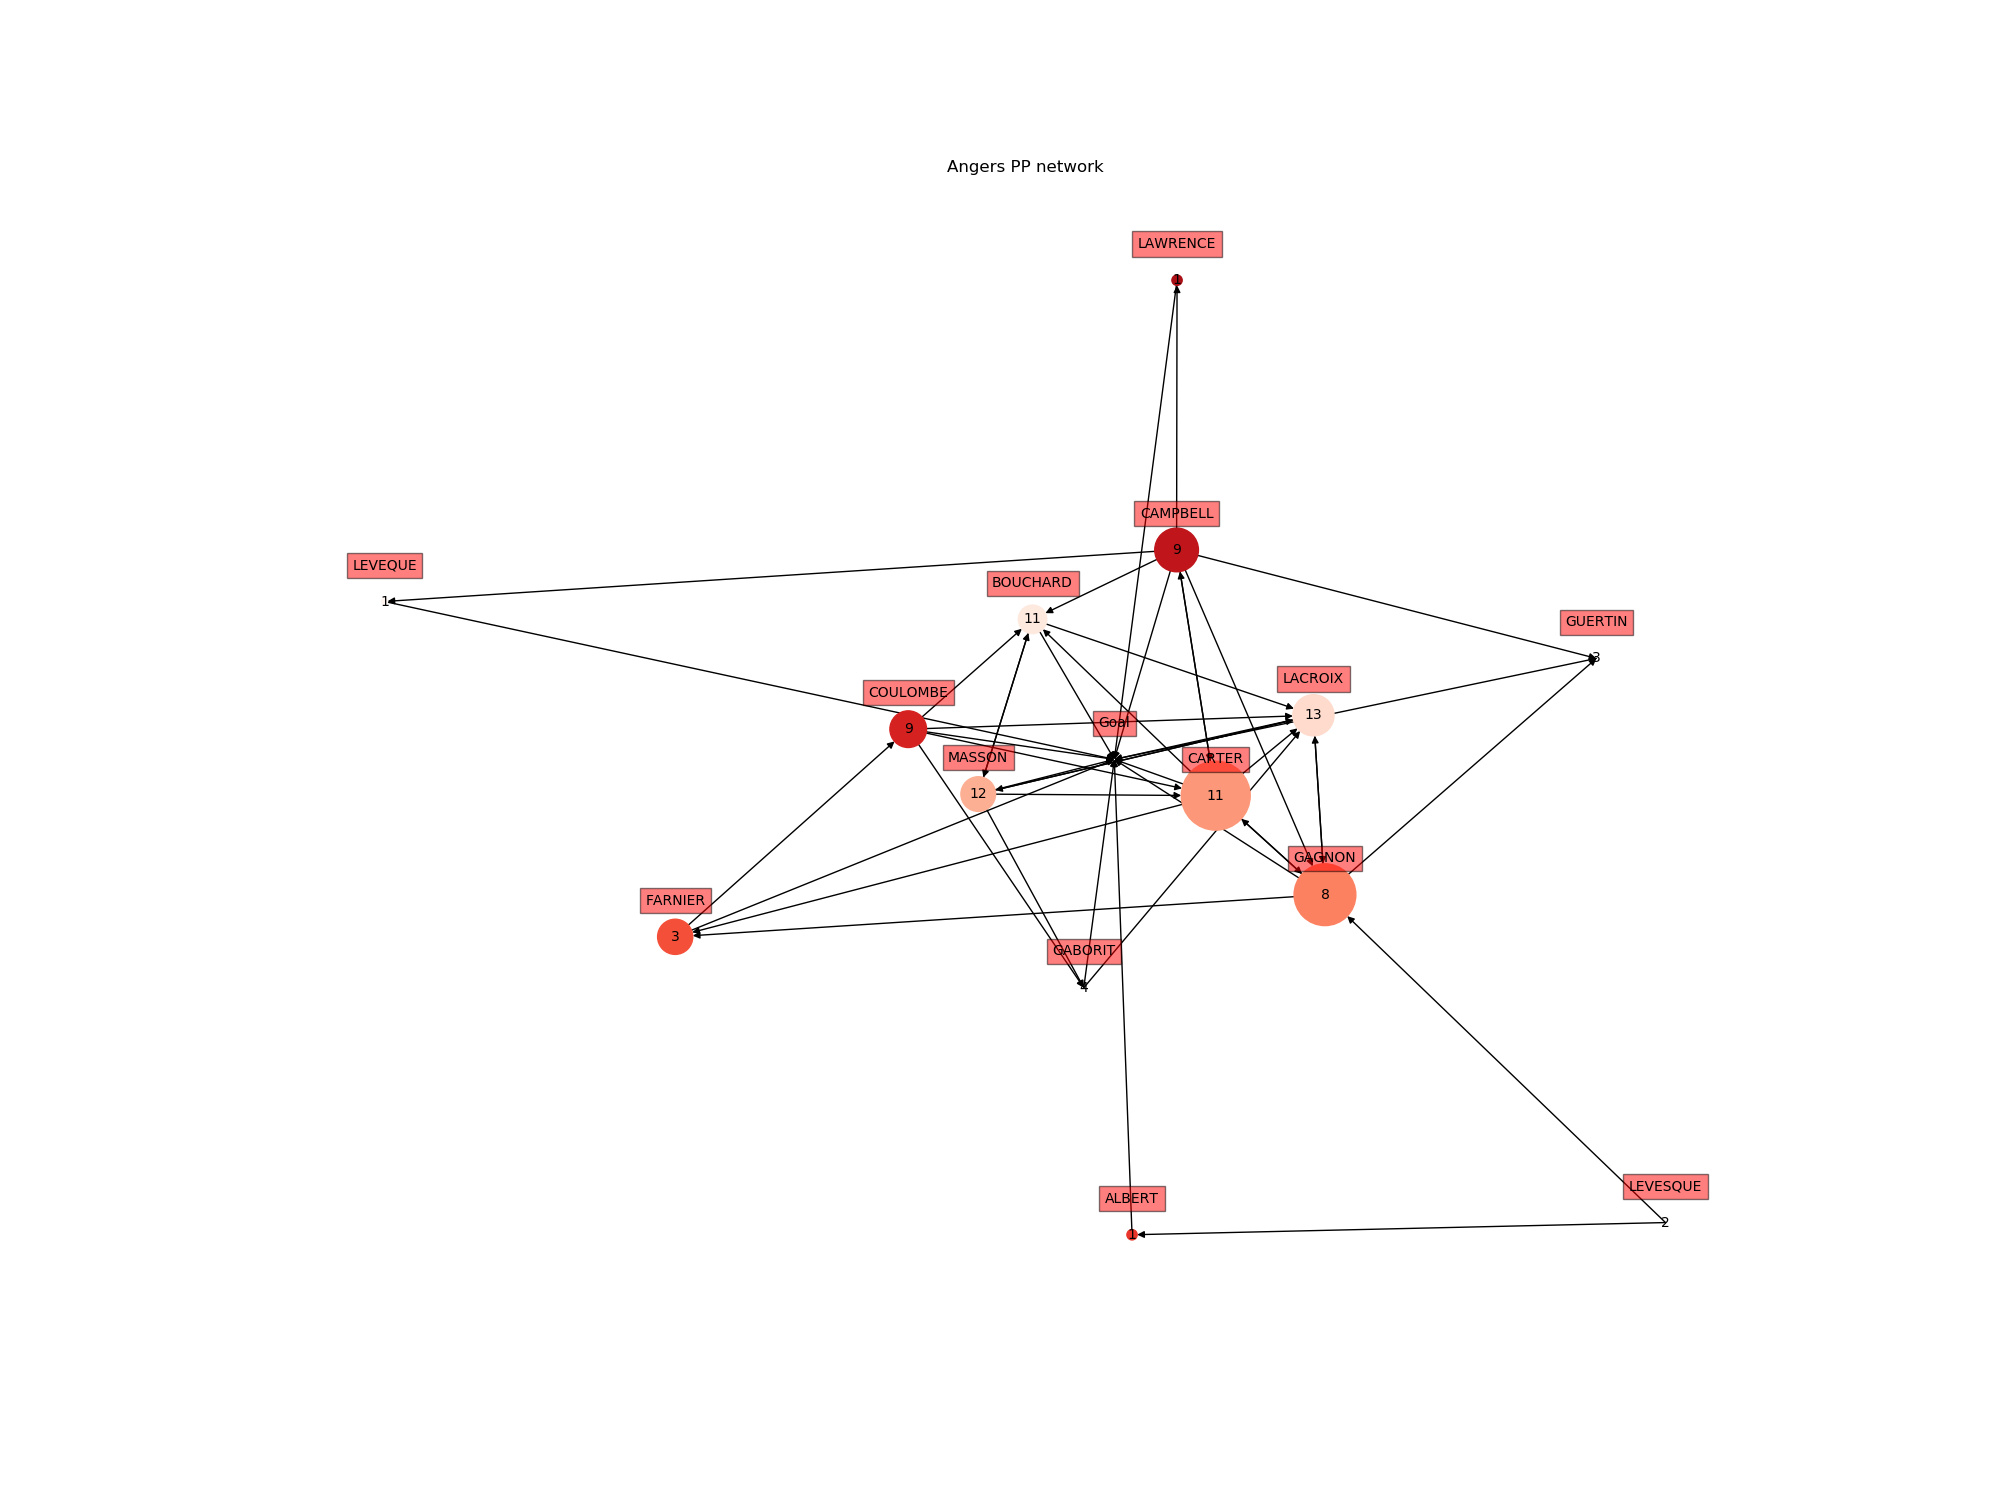 Angers PP network
LAWRENCE
1
CAMPBELL
9
LEVEQUE
1
BOUCHARD
11
GUERTIN
3
LACROIX
13
COULOMBE
9
Goal
MASSON
12
CARTER
11
GAGNON
8
FARNIER
3
GABORIT
4
ALBERT
1
LEVESQUE
2